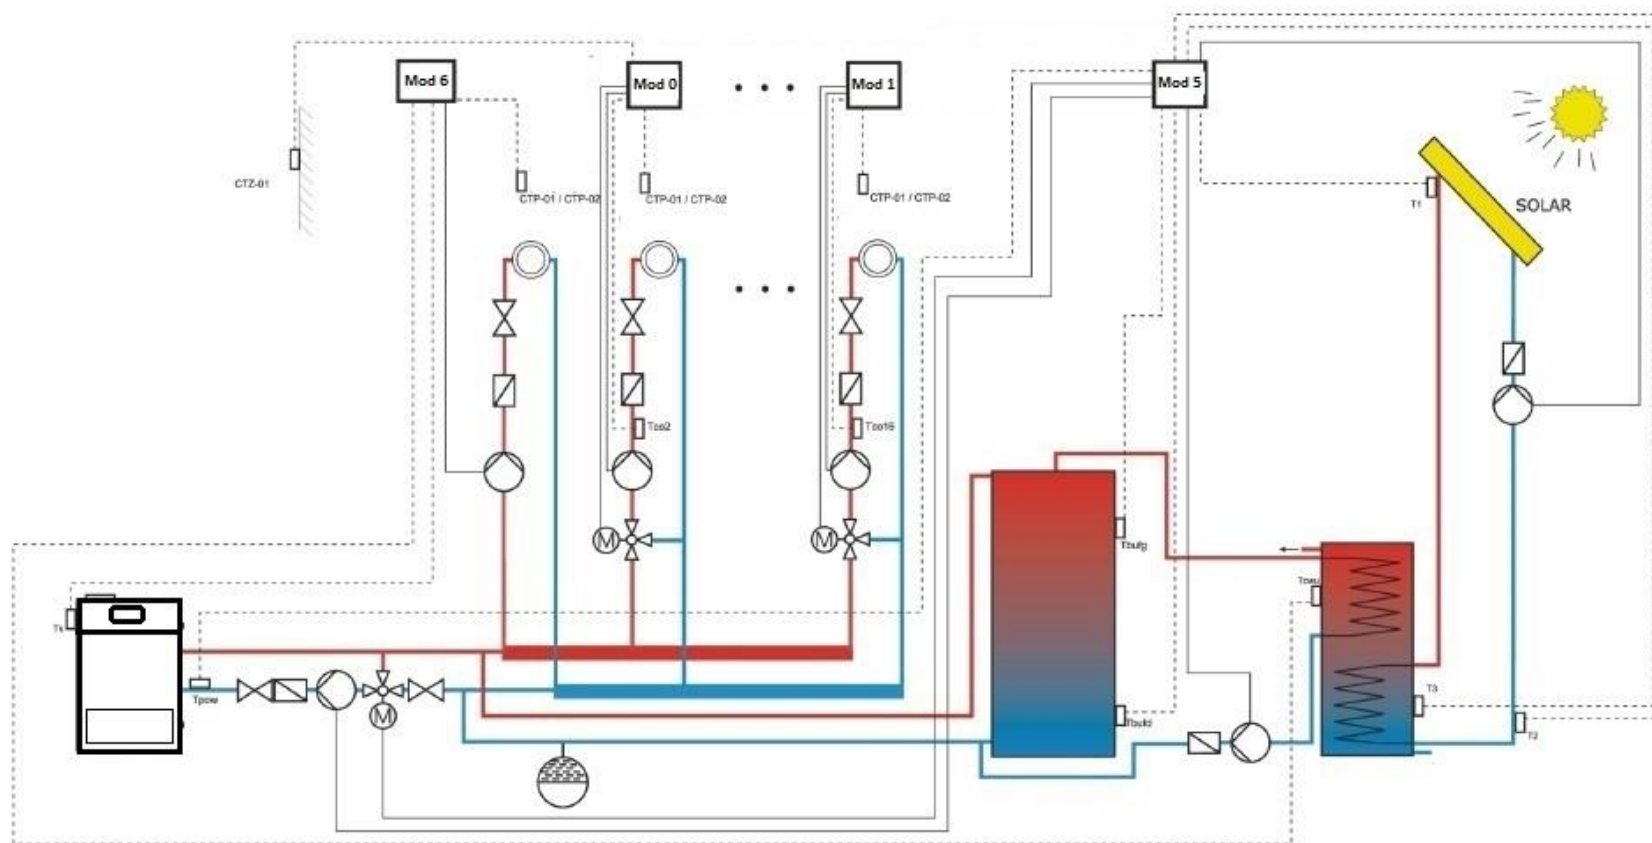 Mod 6
Mod 0
Mod 1
Mod 5
CTZ-01
CTP-01 / CTP-02
CTP-01 / CTP-02
CTP-01 / CTP-02
T1
SOLAR
Tco2
Tco16
M
M
Tbufg
Tcwu
Tk
Tpow
M
Tbufd
T3
T2